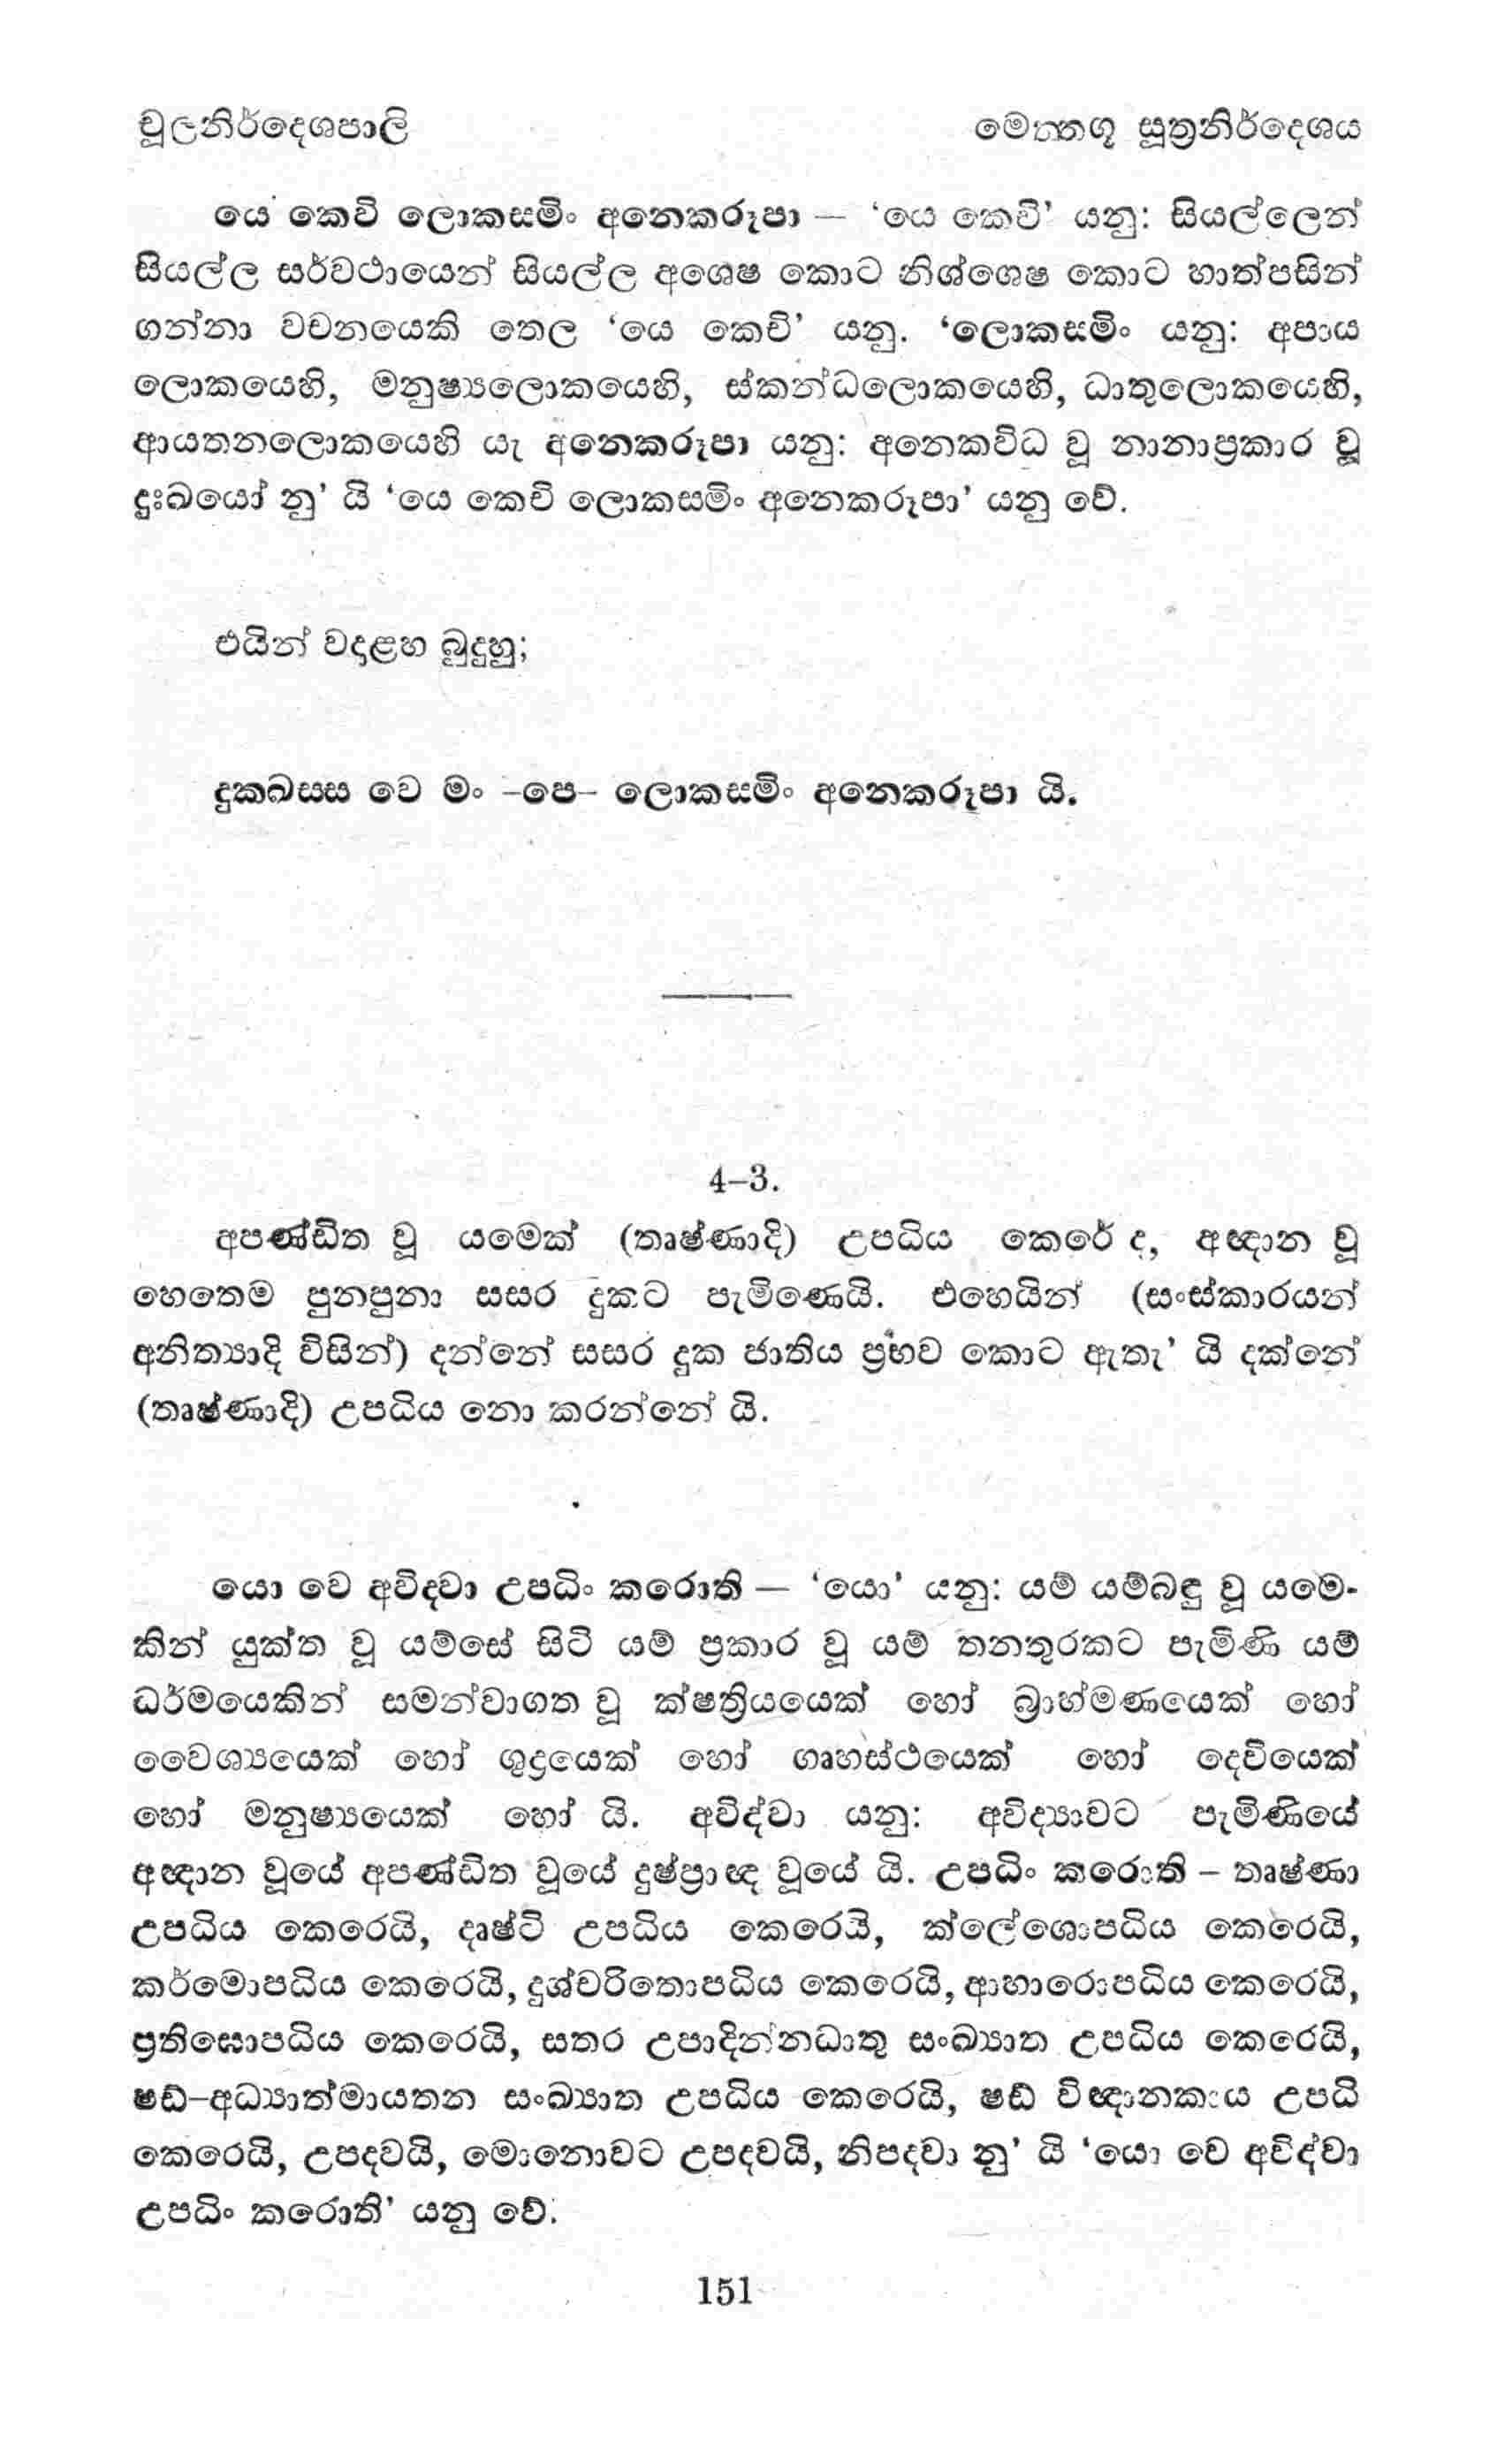 චූලනිර්දෙශපාලි මෙත්තගූ සූත්‍රනිර්දෙශය
යෙ කෙචි ලොකස්මිං අනෙකරූපා — ‘යෙ කෙචි’ යනු: සියල්ලෙන්
සියල්ල සර්වථායෙන් සියල්ල අශෙෂ කොට නිශ්ශෙෂ කොට හාත්පසින්
ගන්නා වචනයෙකි තෙල ‘යෙ කෙචි’ යනු. ‘ලොකස්මිං යනු: අපාය
ලොකයෙහි, මනුෂ්‍යලොකයෙහි, ස්කන්ධලොකයෙහි, ධාතුලොකයෙහි,
ආයතනලොකයෙහි යැ අනෙකරූපා යනු: අනෙකවිධ වූ නානාප්‍රකාර වූ
දුඃඛයෝ නු’ යි ‘යෙ කෙචි ලොකස්මිං අනෙකරූපා’ යනු වේ.
එයින් වදාළහ බුදුහු;
දුක්ඛස්ස වෙ මං –පෙ– ලොකස්මිං අනෙකරූපා යි.
4–3.
අපණ්ඩිත වූ යමෙක් (තෘෂ්ණාදි) උපධිය කෙරේ ද, අඥාන වූ
හෙතෙම පුනපුනා සසර දුකට පැමිණෙයි. එහෙයින් (සංස්කාරයන්
අනිත්‍යාදි විසින්) දන්නේ සසර දුක ජාතිය ප්‍රභව කොට ඇතැ’ යි දක්නේ
(තෘෂ්ණාදි) උපධිය නො කරන්නේ යි.
යො වෙ අවිද්වා උපධිං කරොති — ‘යො’ යනු: යම් යම්බඳු වූ යමෙ-
කින් යුක්ත වූ යම්සේ සිටි යම් ප්‍රකාර වූ යම් තනතුරකට පැමිණි යම්
ධර්මයෙකින් සමන්වාගත වූ ක්ෂත්‍රියයෙක් හෝ බ්‍රාහ්මණයෙක් හෝ
වෛශ්‍යයෙක් හෝ ශුද්‍රයෙක් හෝ ගෘහස්ථයෙක් හෝ දෙවියෙක්
හෝ මනුෂ්‍යයෙක් හෝ යි. අවිද්වා යනු: අවිද්‍යාවට පැමිණියේ
අඥාන වූයේ අපණ්ඩිත වූයේ දුෂ්ප්‍රාඥ වූයේ යි. උපධිං කරොති – තෘෂ්ණා
උපධිය කෙරෙයි, දෘෂ්ටි උපධිය කෙරෙයි, ක්ලේශොපධිය කෙරෙයි,
කර්මොපධිය කෙරෙයි, දුශ්චරිතොපධිය කෙරෙයි, ආහාරොපධිය කෙරෙයි,
ප්‍රතිඝොපධිය කෙරෙයි, සතර උපාදින්නධාතු සංඛ්‍යාත උපධිය කෙරෙයි,
ෂඩ්–අධ්‍යාත්මායතන සංඛ්‍යාත උපධිය කෙරෙයි, ෂඩ් විඥානකාය උපධි
කෙරෙයි, උපදවයි, මොනොවට උපදවයි, නිපදවා නු’ යි ‘යො වෙ අවිද්වා
උපධිං කරොති’ යනු වේ.
151